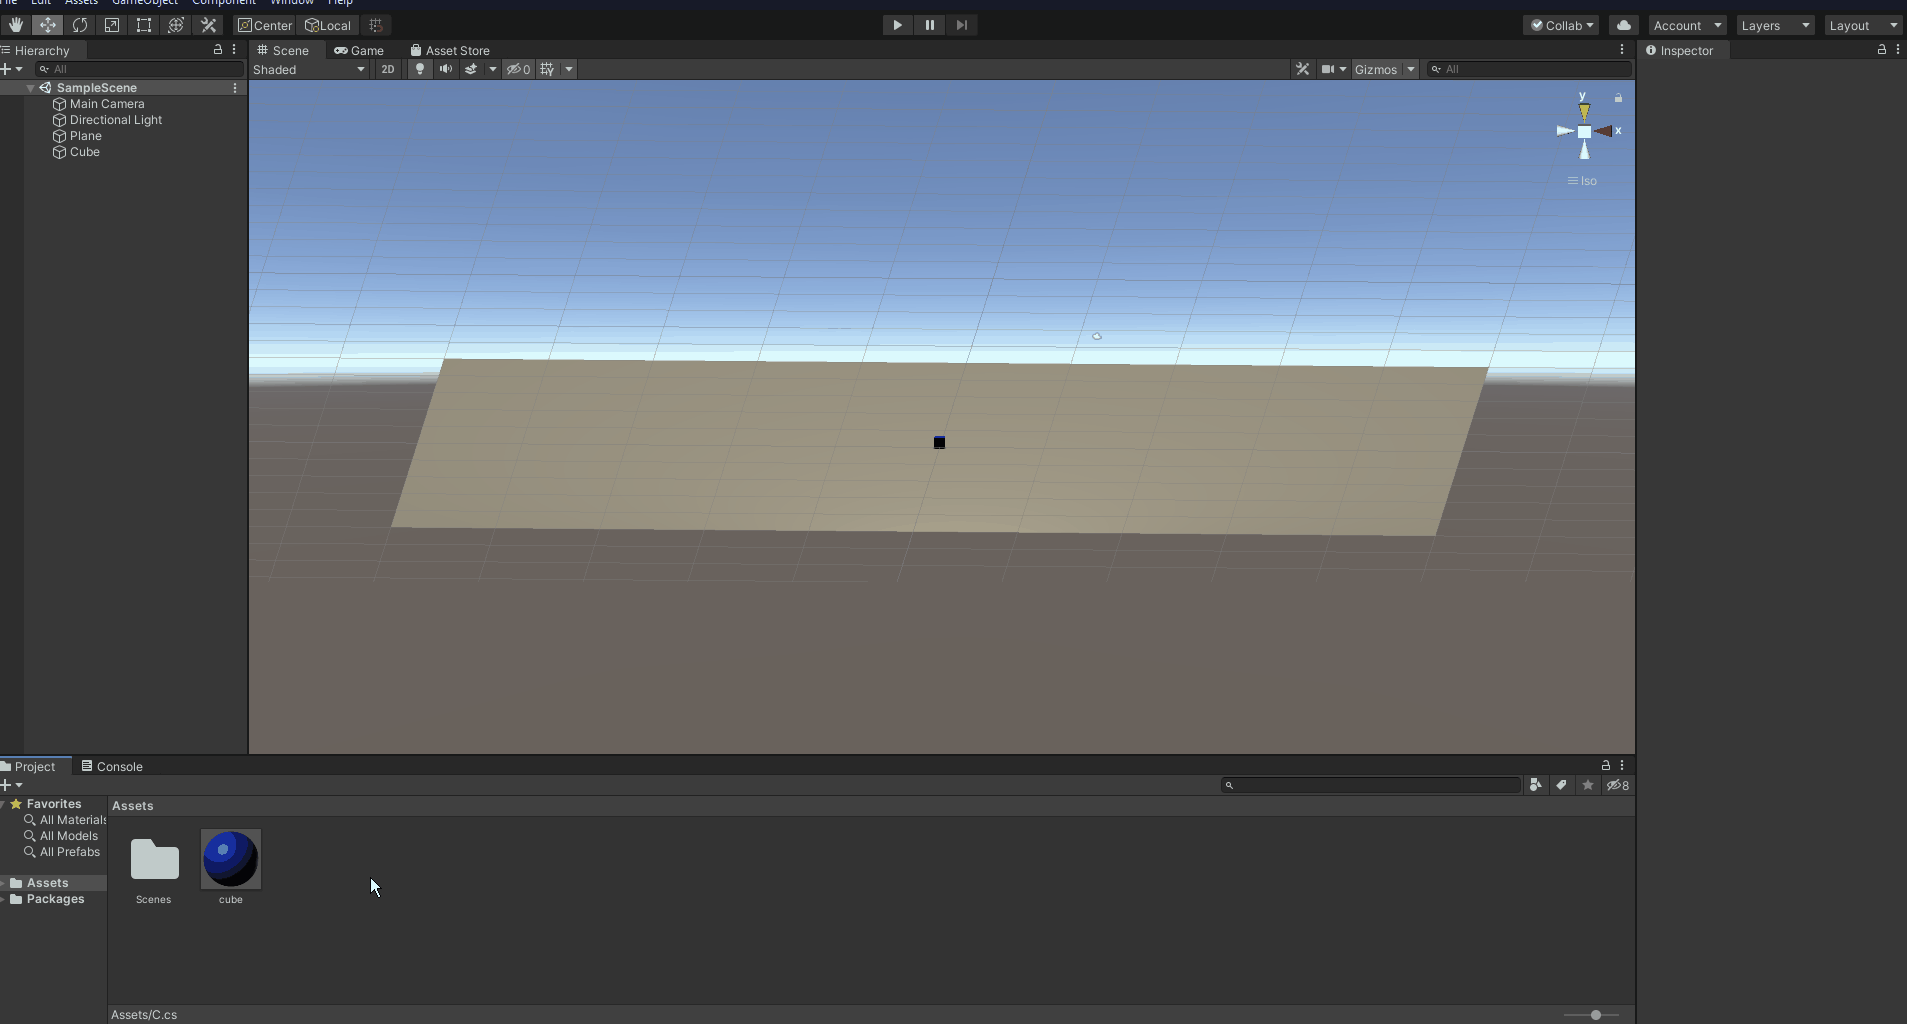 File Edit Assets GameObject Component Window Help
Center Local Collab Account Layers Layout
Hierarchy
All
SampleScene
Main Camera
Directional Light
Plane
Cube
Scene Game Asset Store
Shaded 2D 0 Gizmos All
y
x
Iso
Inspector
Project Console
8
Favorites
All Materials
All Models
All Prefabs
Assets
Packages
Assets
Scenes cube
Assets/C.cs